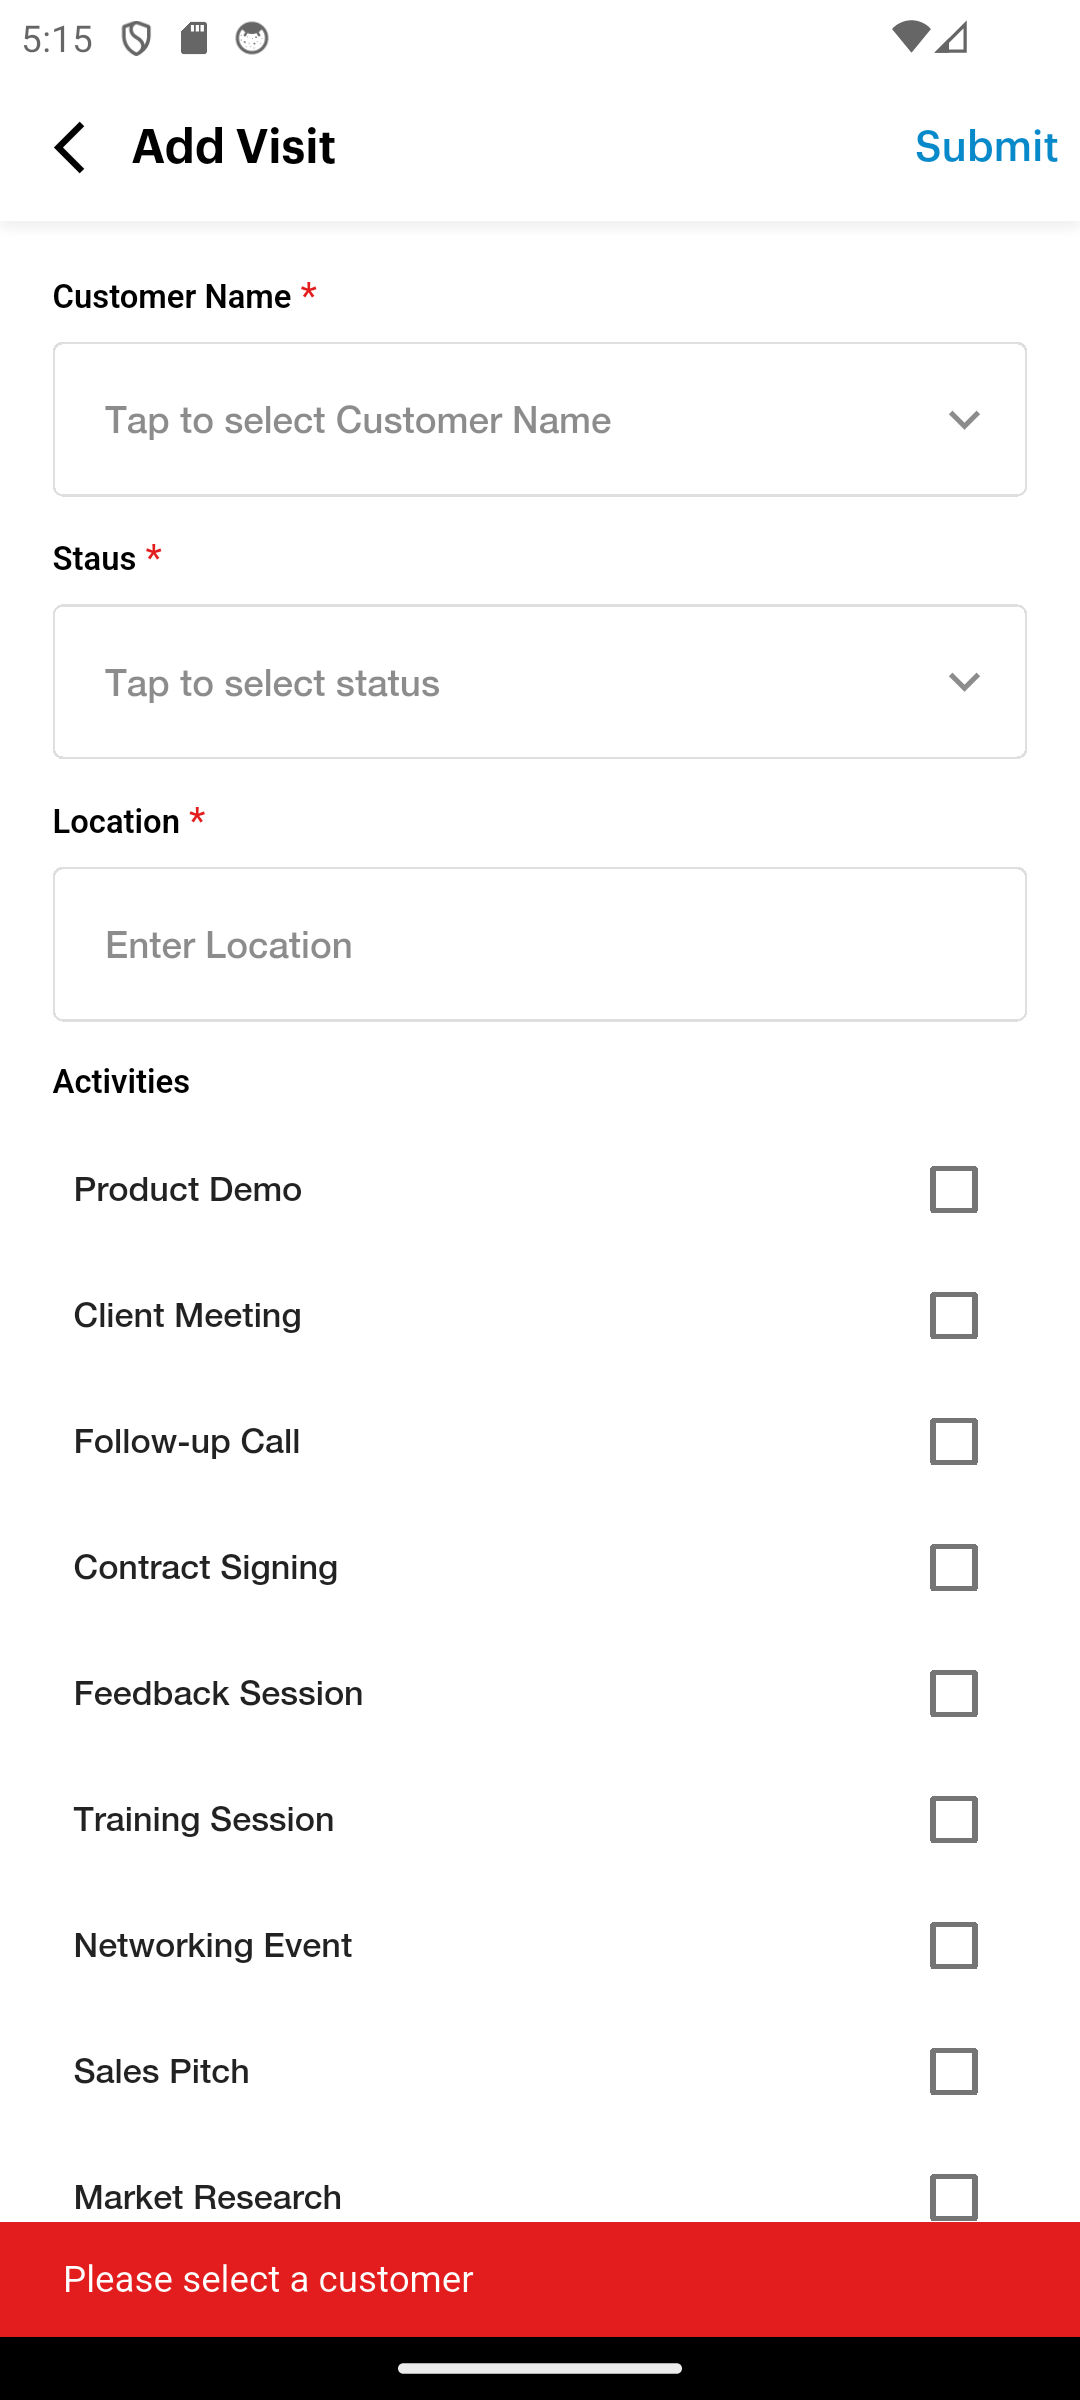 5:15
Add Visit
Submit
Customer Name *
Tap to select Customer Name
Staus *
Tap to select status
Location *
Enter Location
Activities
Product Demo
Client Meeting
Follow-up Call
Contract Signing
Feedback Session
Training Session
Networking Event
Sales Pitch
Market Research
Please select a customer